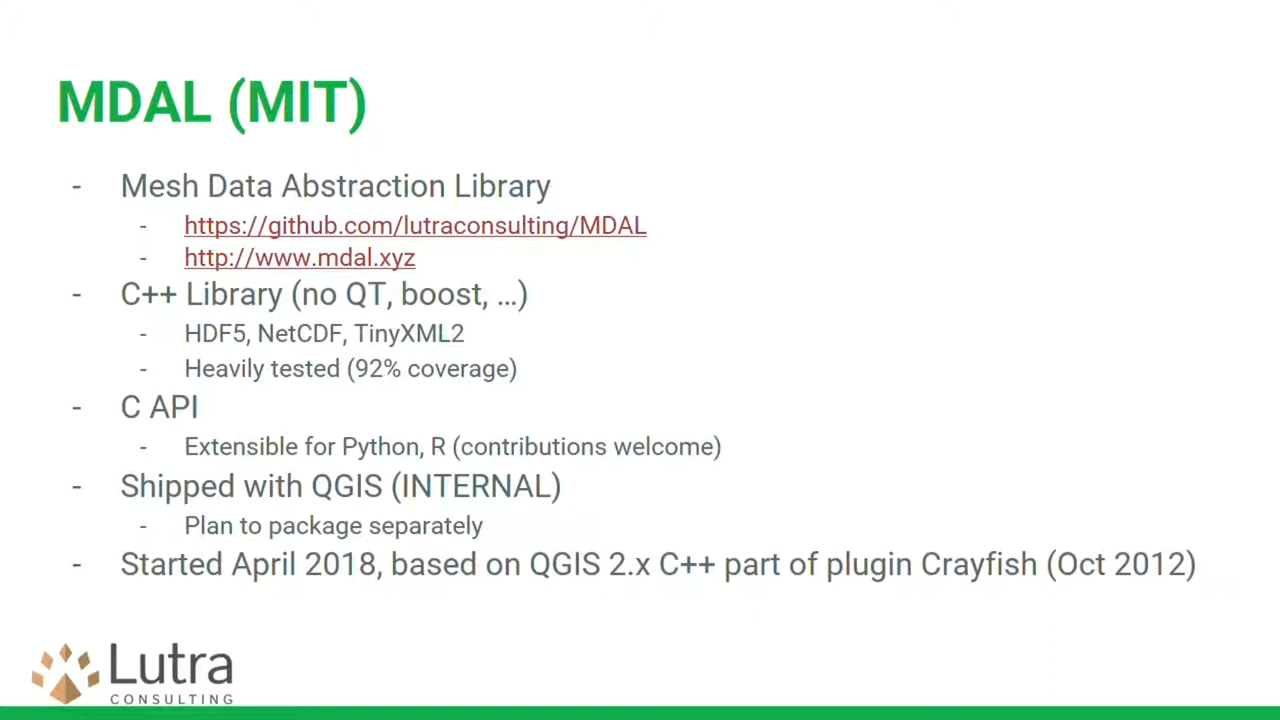 MDAL (MIT)
- Mesh Data Abstraction Library
- https://github.com/lutraconsulting/MDAL
- http://www.mdal.xyz
- C++ Library (no QT, boost, …)
- HDF5, NetCDF, TinyXML2
- Heavily tested (92% coverage)
- C API
- Extensible for Python, R (contributions welcome)
- Shipped with QGIS (INTERNAL)
- Plan to package separately
- Started April 2018, based on QGIS 2.x C++ part of plugin Crayfish (Oct 2012)
Lutra
CONSULTING